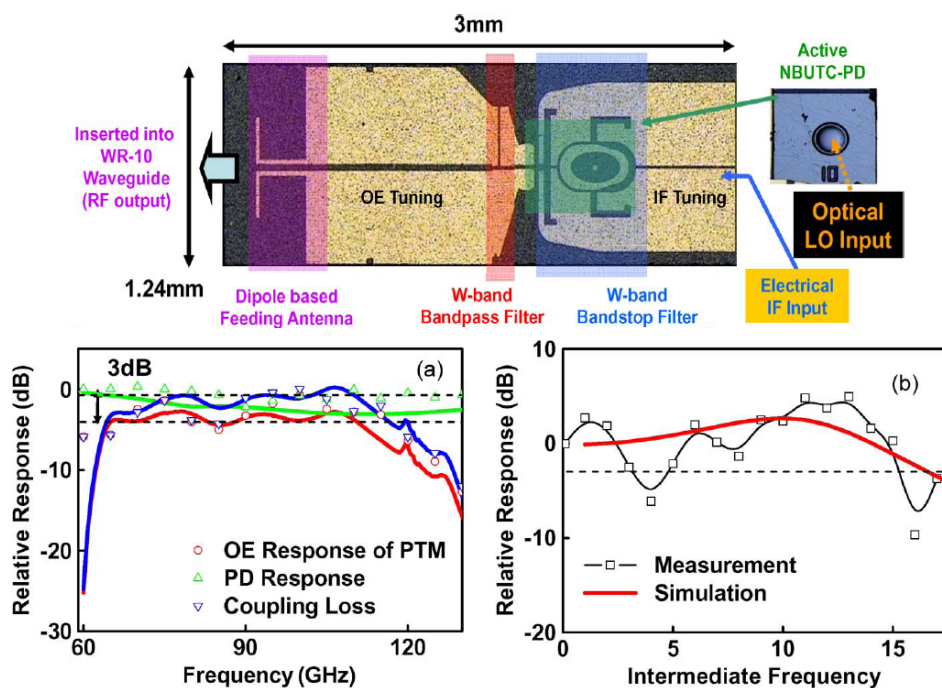 3mm
Active
NBUTC-PD
Inserted into
WR-10
Waveguide
(RF output)
OE Tuning
IF Tuning
10
Optical
LO Input
1.24mm
Dipole based
Feeding Antenna
W-band
Bandpass Filter
W-band
Bandstop Filter
Electrical
IF Input
3dB
(a)
0
-10
-20
-30
Relative Response (dB)
OE Response of PTM
PD Response
Coupling Loss
60
90
120
Frequency (GHz)
(b)
10
0
-10
-20
Relative Response (dB)
Measurement
Simulation
0
5
10
15
Intermediate Frequency